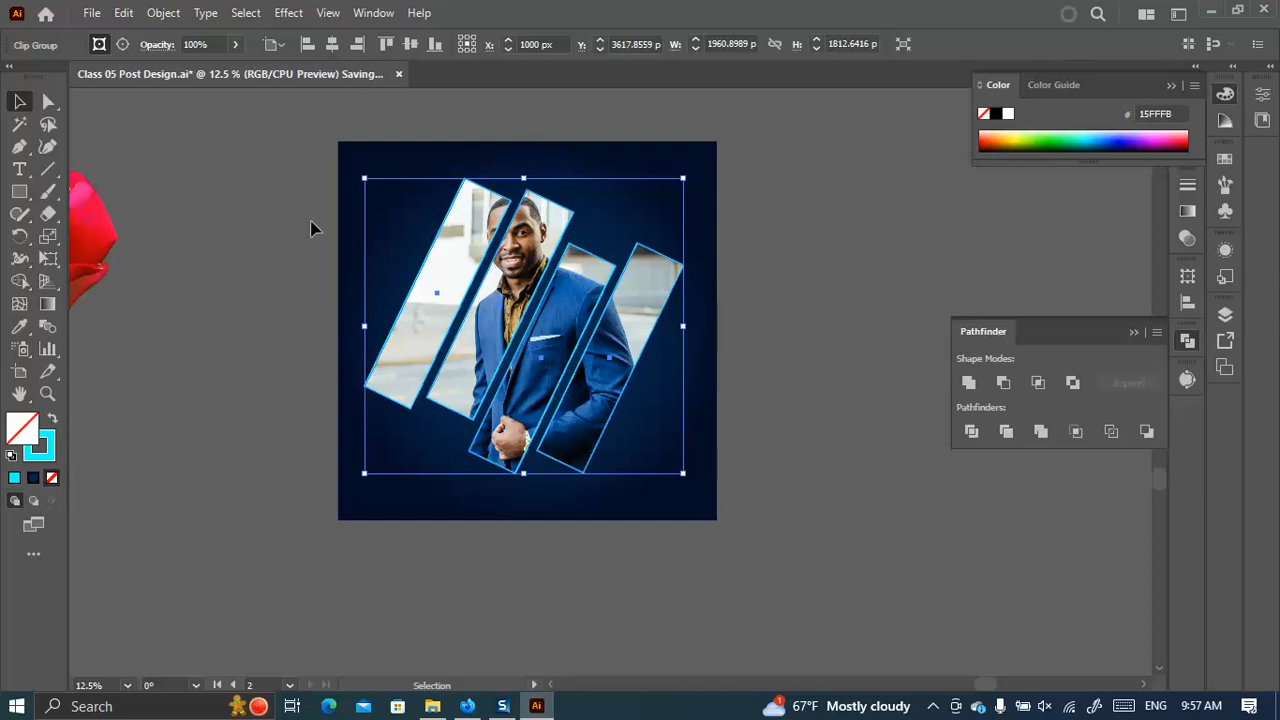 Ai File Edit Object Type Select Effect View Window Help
Clip Group Opacity: 100% X: 1000 px Y: 3617.8559 p W: 1960.8989 p H: 1812.6416 p
Class 05 Post Design.ai* @ 12.5 % (RGB/CPU Preview) Saving...
Color Color Guide
# 15FFFB
Pathfinder
Shape Modes:
Expand
Pathfinders:
12.5% 0° 2 Selection
Search S Ai 67°F Mostly cloudy ENG 9:57 AM